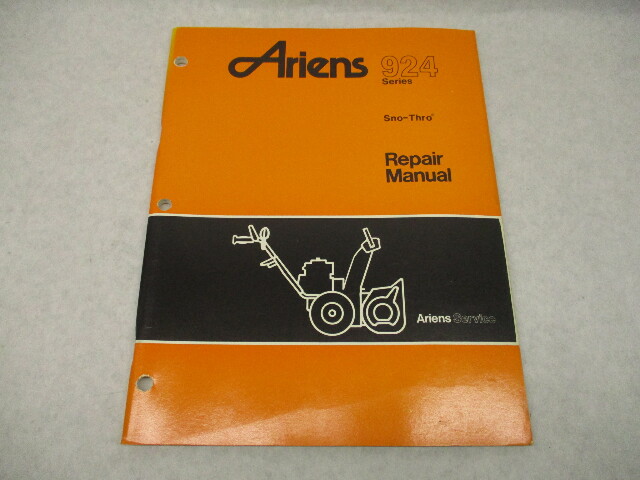 Ariens 924
Series
Sno-Thro®
Repair
Manual
Ariens Service